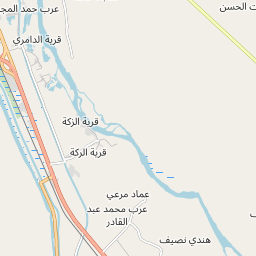 ت الحسن
عرب حمد المج
قرية الدامري
قرية الزكة
قرية الزكة
عماد مرعي
عرب محمد عبد
القادر
هندي نصيف